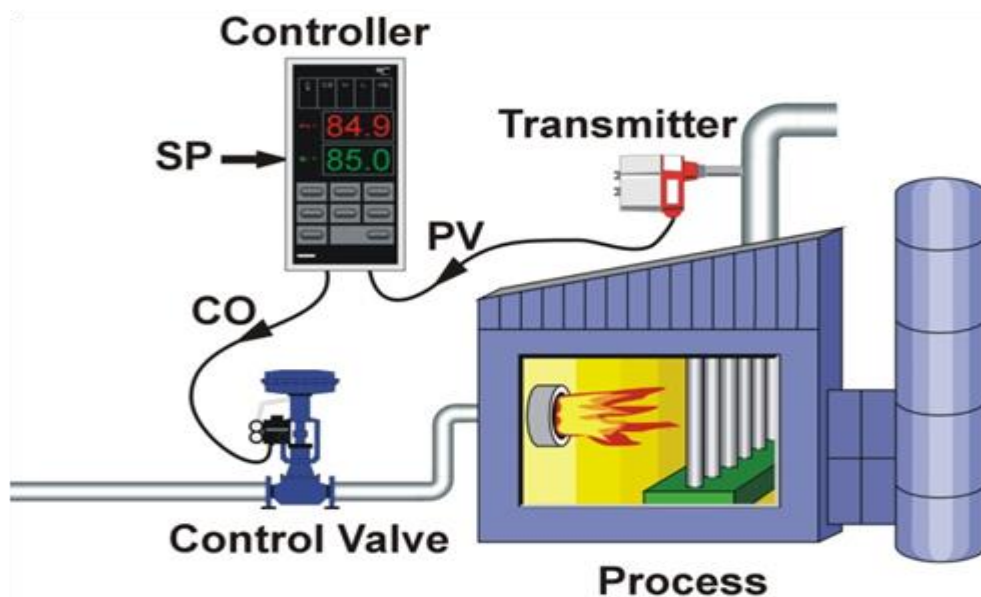 Controller
°C
84.9
SP
85.0
Transmitter
PV
CO
Control Valve
Process